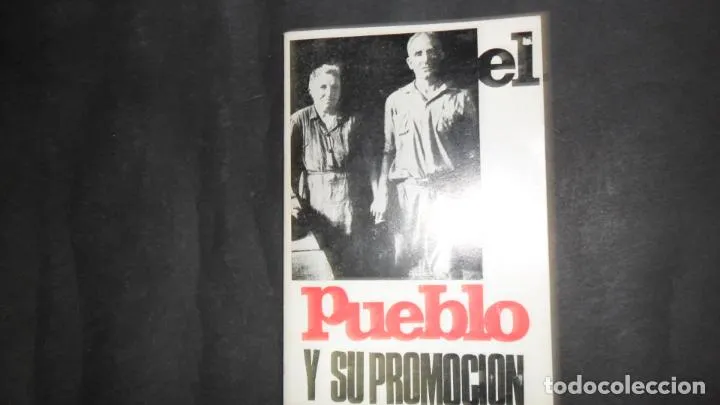 el
Pueblo
Y SU PROMOCION
todocoleccion